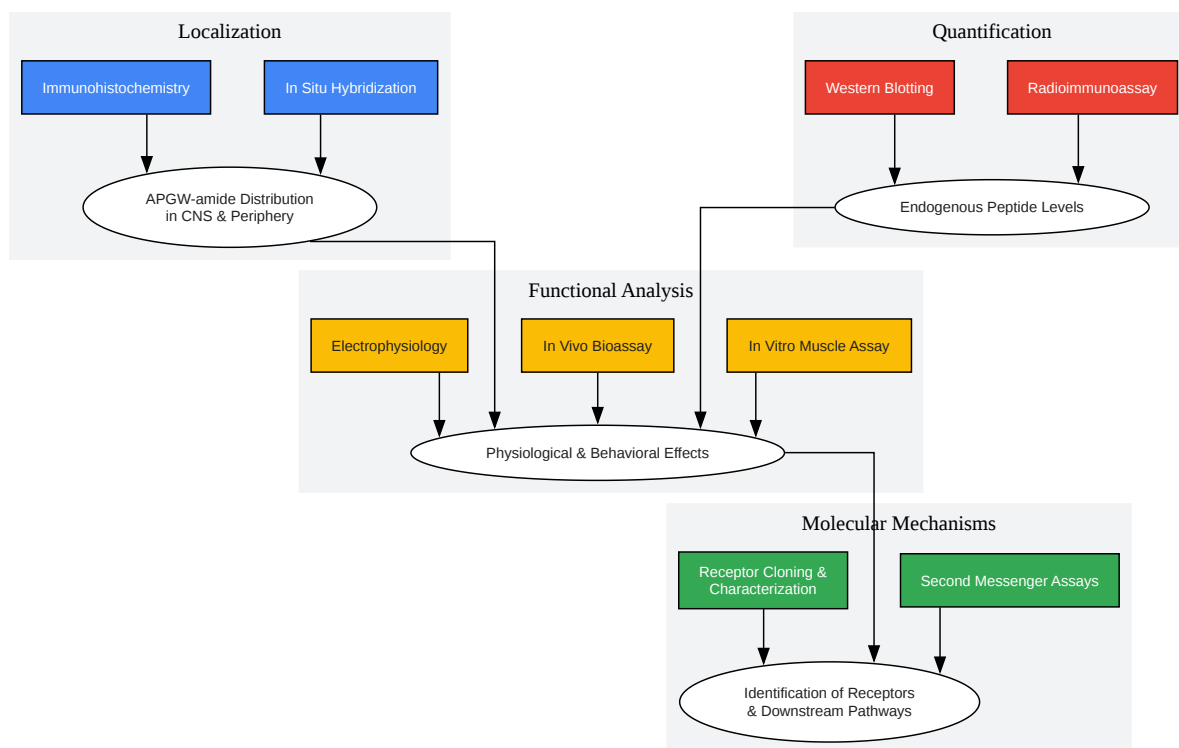 Localization
Quantification
Immunohistochemistry
In Situ Hybridization
Western Blotting
Radioimmunoassay
APGW-amide Distribution
in CNS & Periphery
Endogenous Peptide Levels
Functional Analysis
Electrophysiology
In Vivo Bioassay
In Vitro Muscle Assay
Physiological & Behavioral Effects
Molecular Mechanisms
Receptor Cloning &
Characterization
Second Messenger Assays
Identification of Receptors
& Downstream Pathways